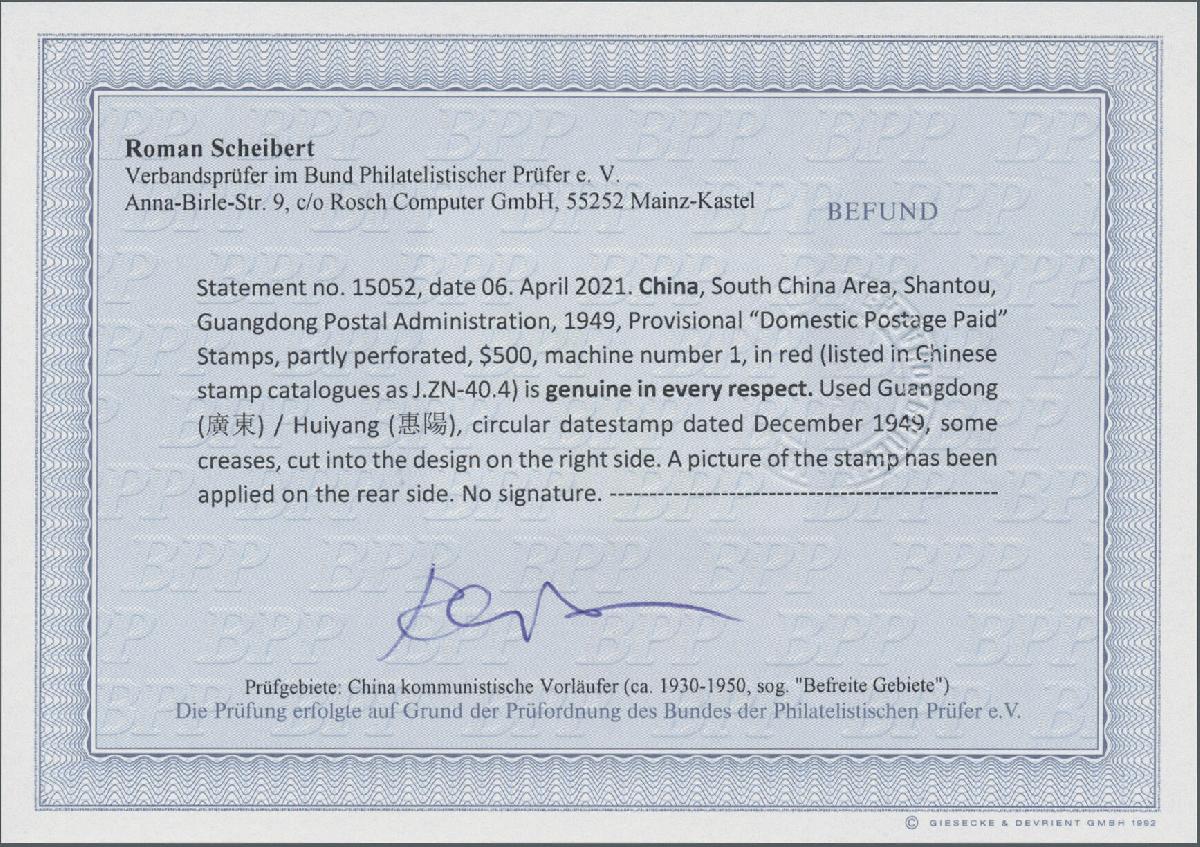 Roman Scheibert
Verbandsprüfer im Bund Philatelistischer Prüfer e. V.
Anna-Birle-Str. 9, c/o Rosch Computer GmbH, 55252 Mainz-Kastel
BEFUND
Statement no. 15052, date 06. April 2021. China, South China Area, Shantou,
Guangdong Postal Administration, 1949, Provisional “Domestic Postage Paid”
Stamps, partly perforated, $500, machine number 1, in red (listed in Chinese
stamp catalogues as J.ZN-40.4) is genuine in every respect. Used Guangdong
(廣東) / Huiyang (惠陽), circular datestamp dated December 1949, some
creases, cut into the design on the right side. A picture of the stamp has been
applied on the rear side. No signature. ------------------------------------------------
Prüfgebiete: China kommunistische Vorläufer (ca. 1930-1950, sog. "Befreite Gebiete")
Die Prüfung erfolgte auf Grund der Prüfordnung des Bundes der Philatelistischen Prüfer e.V.
© GIESECKE & DEVRIENT GMBH 1992